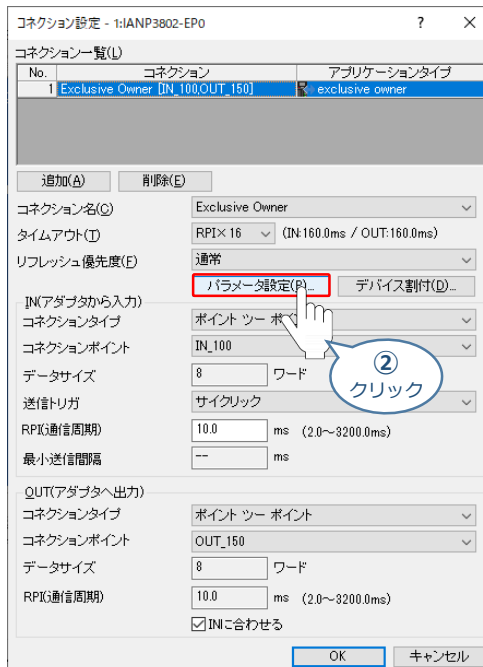 コネクション設定 - 1:IANP3802-EP0 ? ×
コネクション一覧(L)
No. コネクション アプリケーションタイプ
1 Exclusive Owner [IN_100,OUT_150] exclusive owner
追加(A) 削除(E)
コネクション名(C) Exclusive Owner
タイムアウト(T) RPI×16 (IN:160.0ms / OUT:160.0ms)
リフレッシュ優先度(F) 通常
パラメータ設定(P)... デバイス割付(D)...
IN(アダプタから入力)
コネクションタイプ ポイント ツー ポイ
コネクションポイント IN_100
②
クリック
データサイズ 8 ワード
送信トリガ サイクリック
RPI(通信周期) 10.0 ms (2.0～3200.0ms)
最小送信間隔 -- ms
OUT(アダプタへ出力)
コネクションタイプ ポイント ツー ポイント
コネクションポイント OUT_150
データサイズ 8 ワード
RPI(通信周期) 10.0 ms (2.0～3200.0ms)
INに合わせる
OK キャンセル